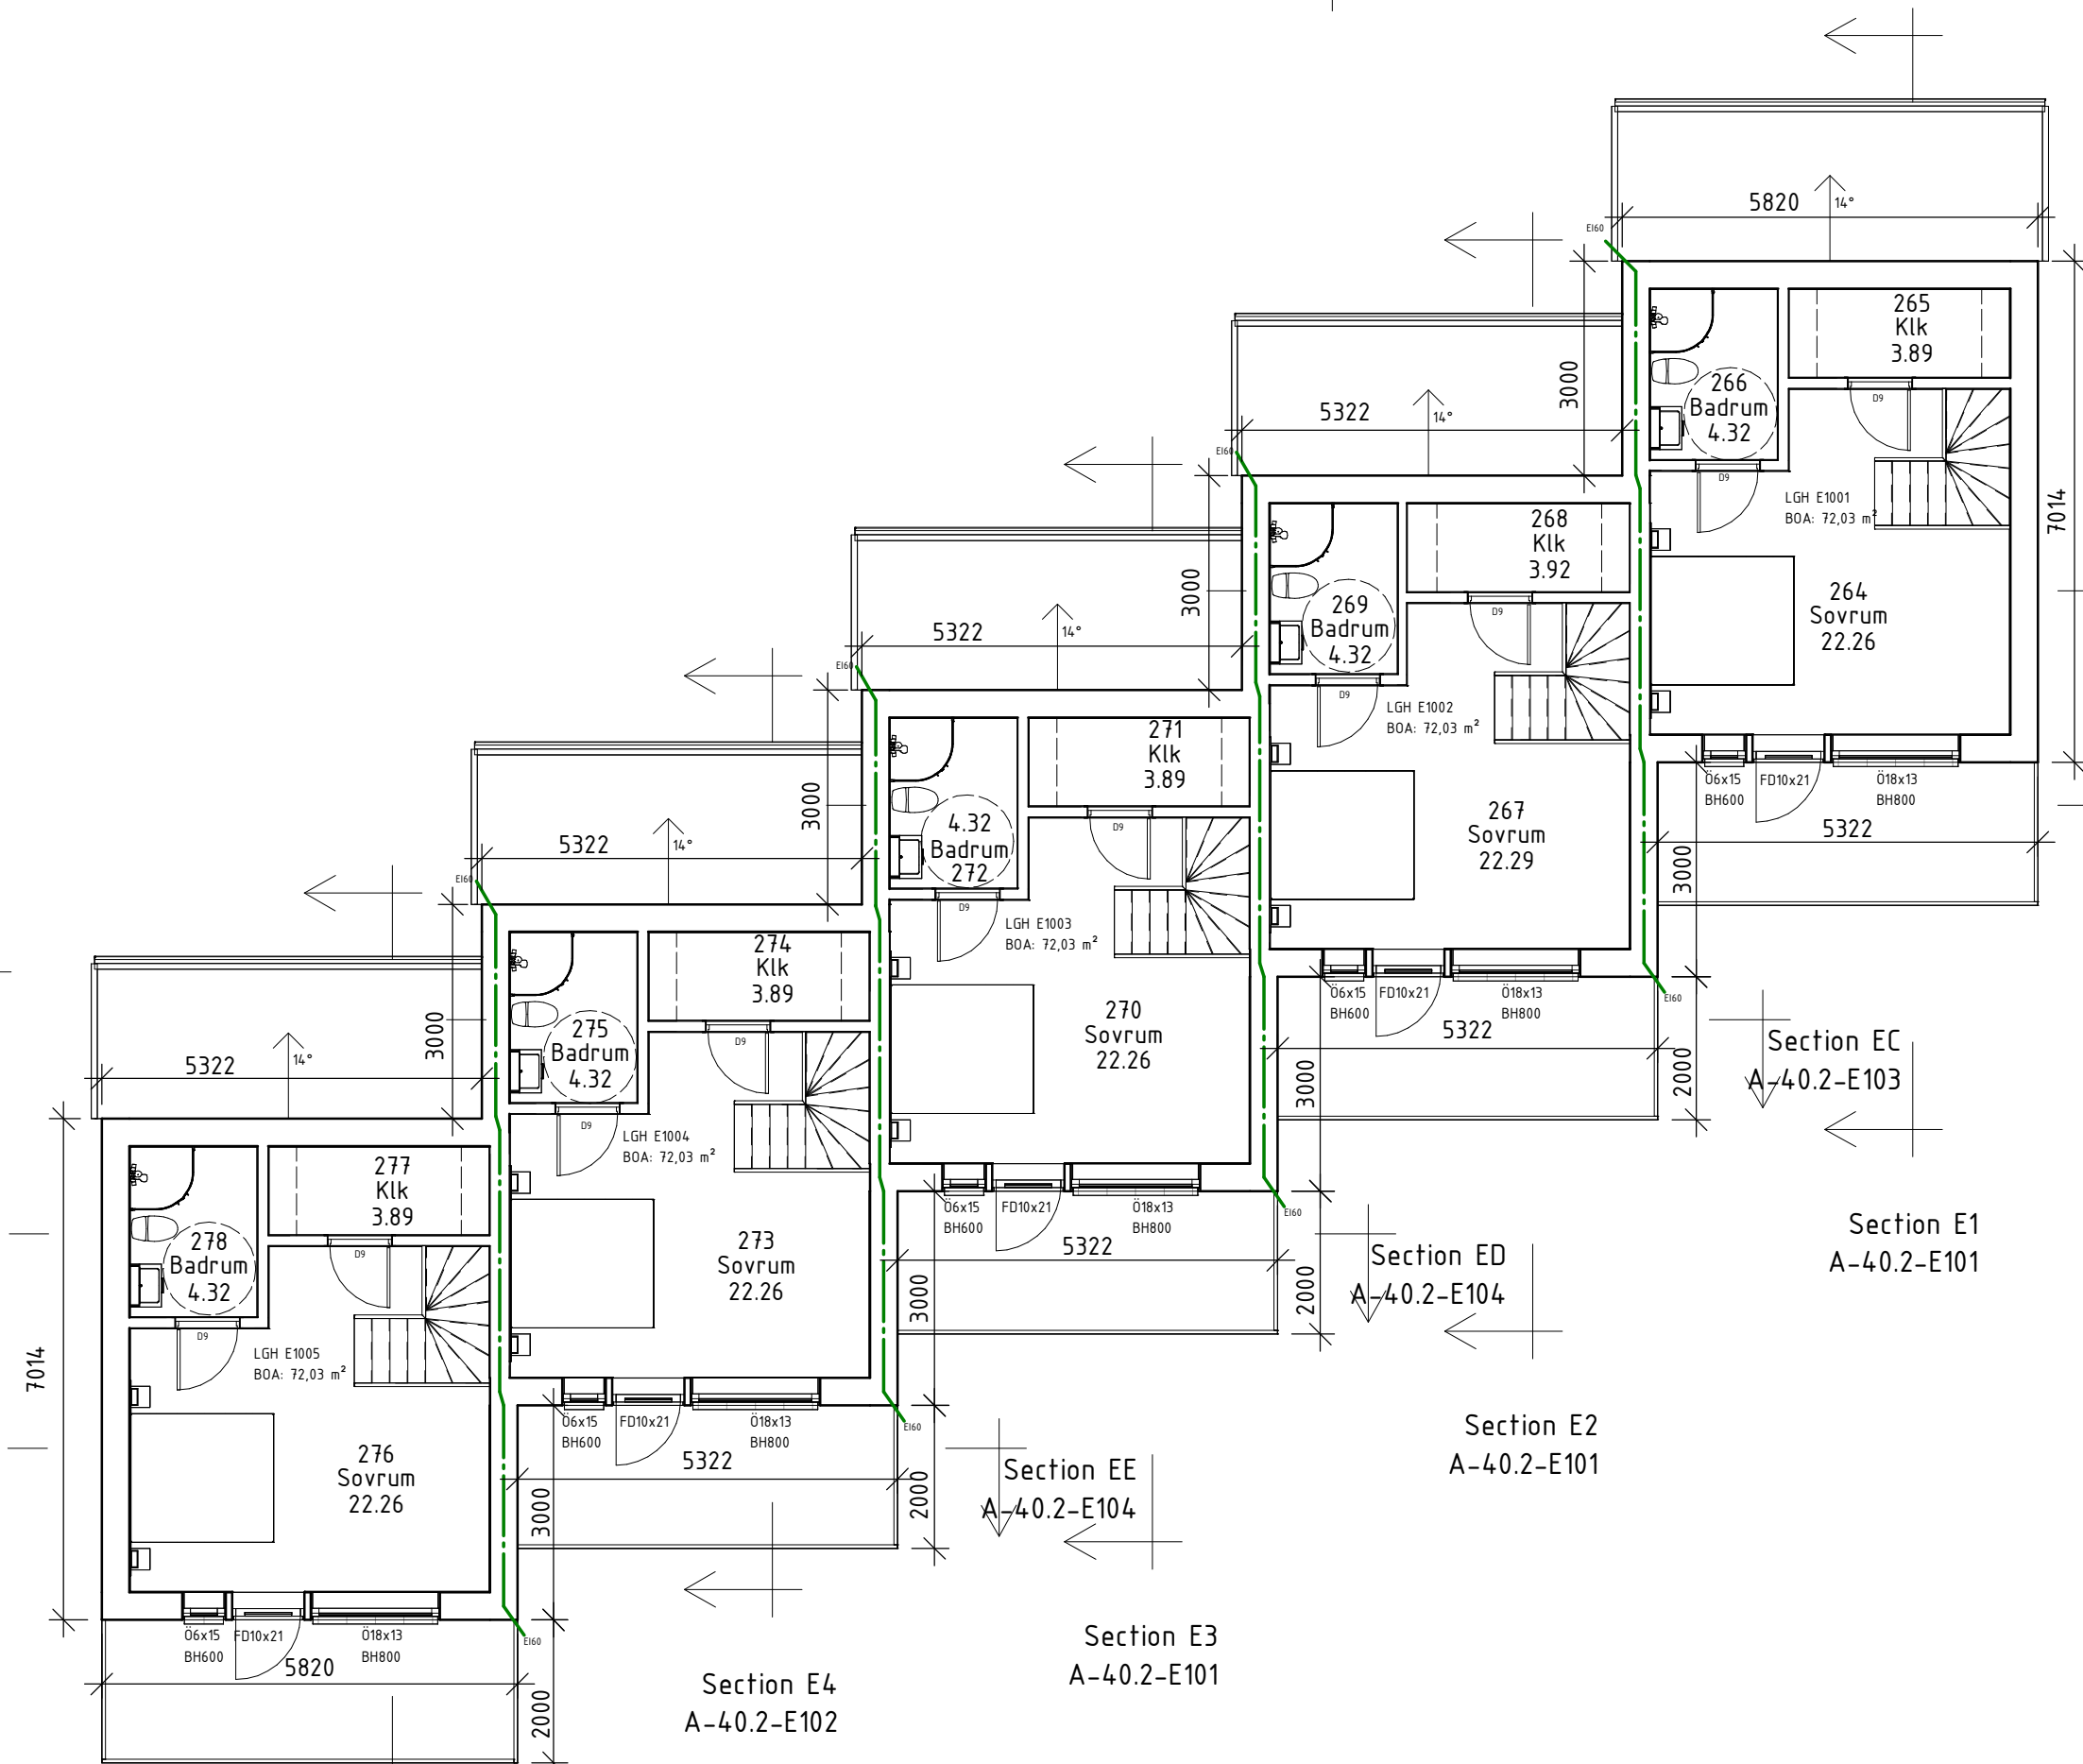 5820
14°
EI60
265
Klk
3.89
266
Badrum
4.32
D9
D9
LGH E1001
BOA: 72,03 m²
7014
264
Sovrum
22.26
Ö6x15
BH600
FD10x21
Ö18x13
BH800
5322
3000
2000
EI60
3000
5322
14°
EI60
268
Klk
3.92
269
Badrum
4.32
D9
D9
LGH E1002
BOA: 72,03 m²
267
Sovrum
22.29
Ö6x15
BH600
FD10x21
Ö18x13
BH800
5322
3000
2000
EI60
3000
5322
14°
EI60
271
Klk
3.89
4.32
Badrum
272
D9
D9
LGH E1003
BOA: 72,03 m²
270
Sovrum
22.26
Ö6x15
BH600
FD10x21
Ö18x13
BH800
5322
3000
2000
EI60
3000
5322
14°
EI60
274
Klk
3.89
275
Badrum
4.32
D9
D9
LGH E1004
BOA: 72,03 m²
273
Sovrum
22.26
Ö6x15
BH600
FD10x21
Ö18x13
BH800
5322
3000
2000
EI60
3000
5322
14°
277
Klk
3.89
278
Badrum
4.32
D9
D9
LGH E1005
BOA: 72,03 m²
7014
276
Sovrum
22.26
Ö6x15
BH600
FD10x21
Ö18x13
BH800
5820
Section EC
A-40.2-E103
Section E1
A-40.2-E101
Section ED
A-40.2-E104
Section E2
A-40.2-E101
Section EE
A-40.2-E104
Section E3
A-40.2-E101
Section E4
A-40.2-E102